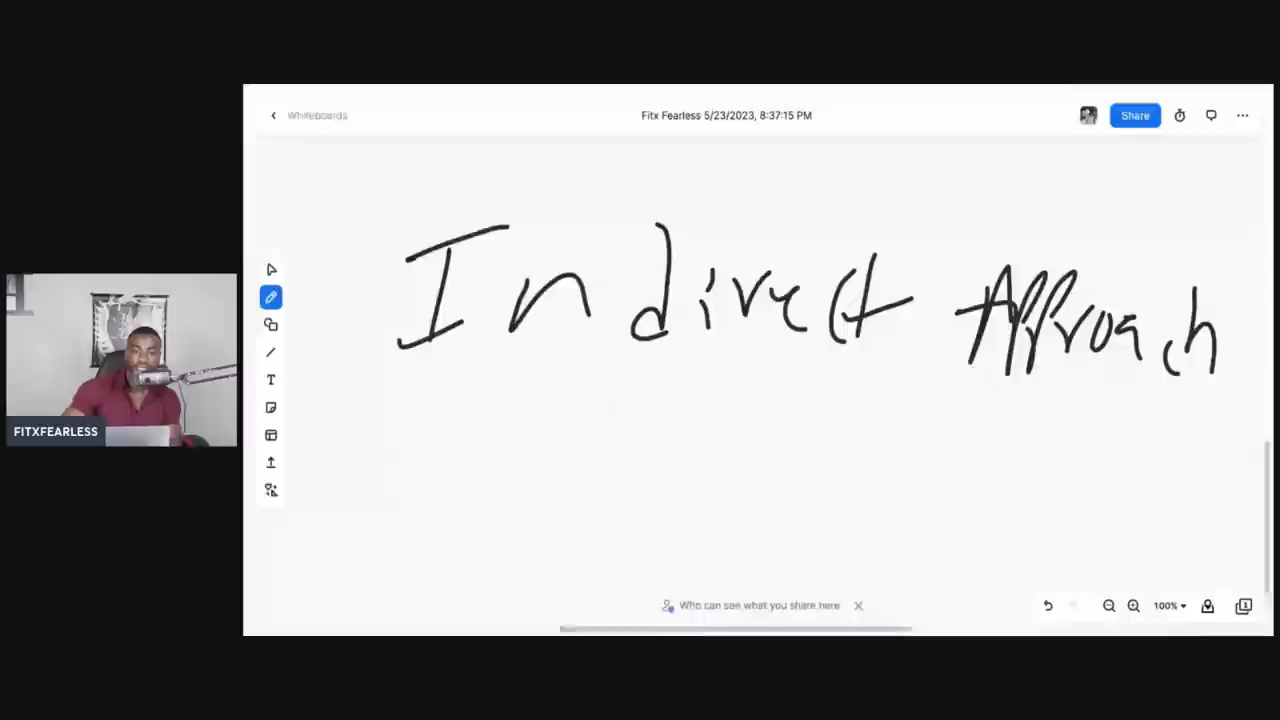 Whiteboards
Fitx Fearless 5/23/2023, 8:37:15 PM
Share
Indirect Approach
T
FITXFEARLESS
Who can see what you share here
100%
1